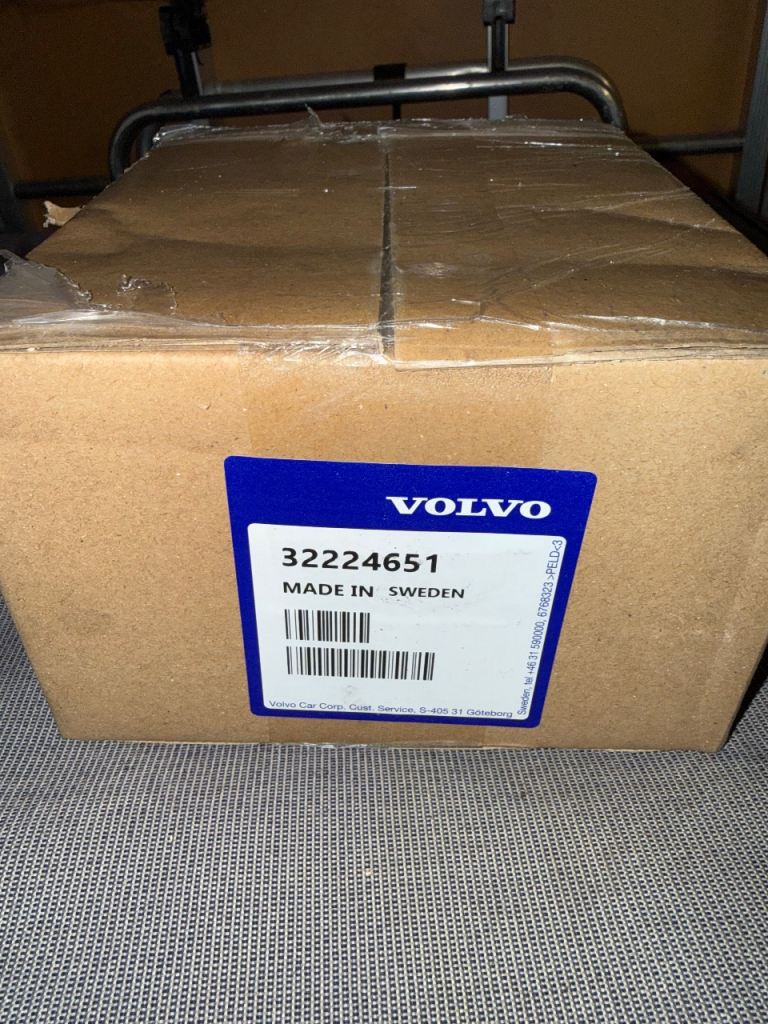 VOLVO
32224651
MADE IN SWEDEN
Volvo Car Corp. Cust. Service, S-405 31 Göteborg
Sweden, tel +46 31 590000, 6768323 >PELD<3